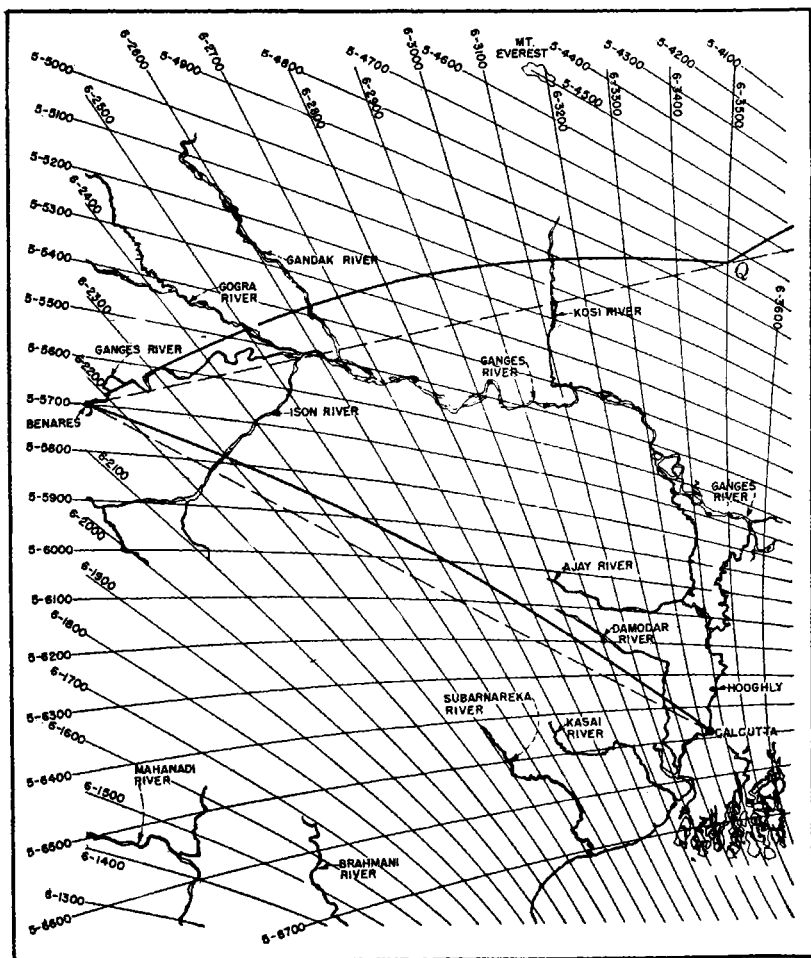 5-5000
6-2600
6-2700
5-4900
5-4800
5-4700
6-3000
5-4600
6-3100
MT.
EVEREST
5-4500
5-4400
5-4300
5-4200
5-4100
6-2500
6-2800
6-2900
6-3200
6-3300
6-3400
6-3500
5-5100
5-5200
6-2400
5-5300
5-5400
GANDAK RIVER
GOGRA
RIVER
Q
5-5500
6-2300
KOSI RIVER
6-3600
GANGES RIVER
5-5600
6-2200
GANGES
RIVER
5-5700
BENARES
ISON RIVER
5-5800
6-2100
5-5900
6-2000
GANGES
RIVER
5-6000
AJAY RIVER
6-1900
5-6100
DAMODAR
RIVER
6-1800
5-6200
6-1700
HOOGHLY
SUBARNAREKA
RIVER
KASAI
RIVER
CALCUTTA
5-6300
6-1600
5-6400
MAHANADI
RIVER
6-1500
5-6500
6-1400
BRAHMANI
RIVER
6-1300
5-6600
5-6700